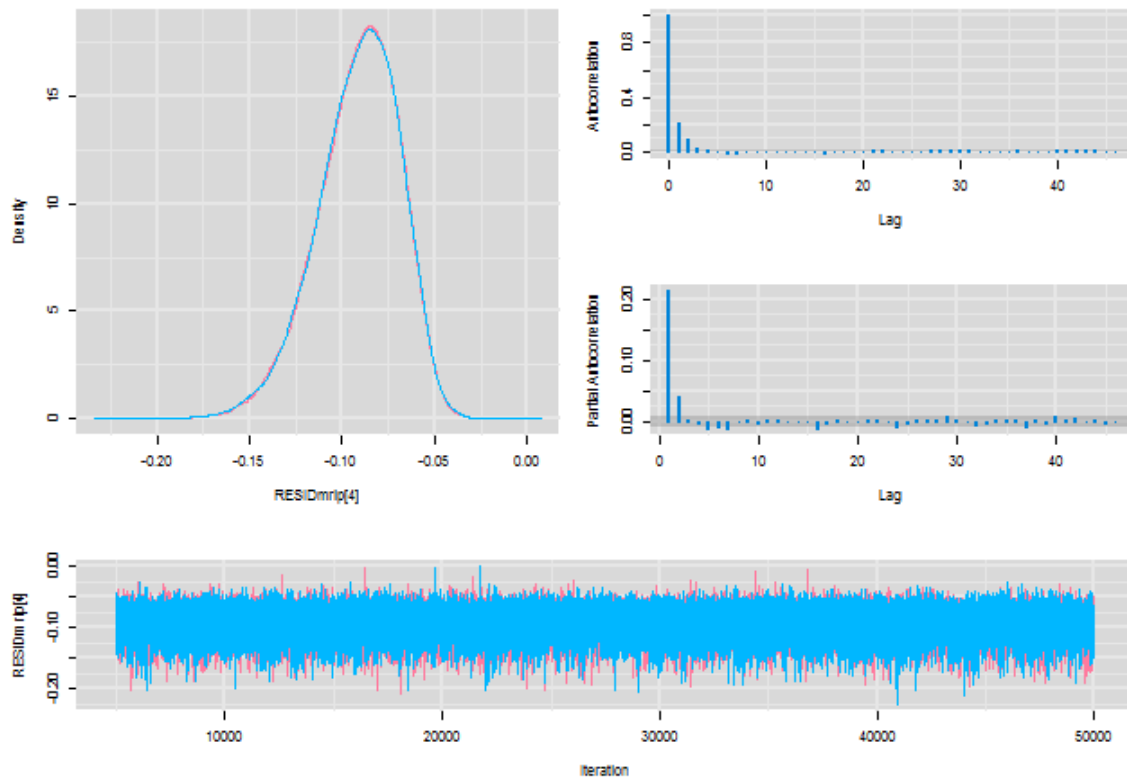 Density
0 5 10 15
-0.20 -0.15 -0.10 -0.05 0.00
RESIDmrip[4]
Autocorrelation
0.0 0.4 0.8
0 10 20 30 40
Lag
Partial Autocorrelation
0.00 0.10 0.20
0 10 20 30 40
Lag
RESIDmrip[4]
-0.20 -0.10 0.00
10000 20000 30000 40000 50000
Iteration